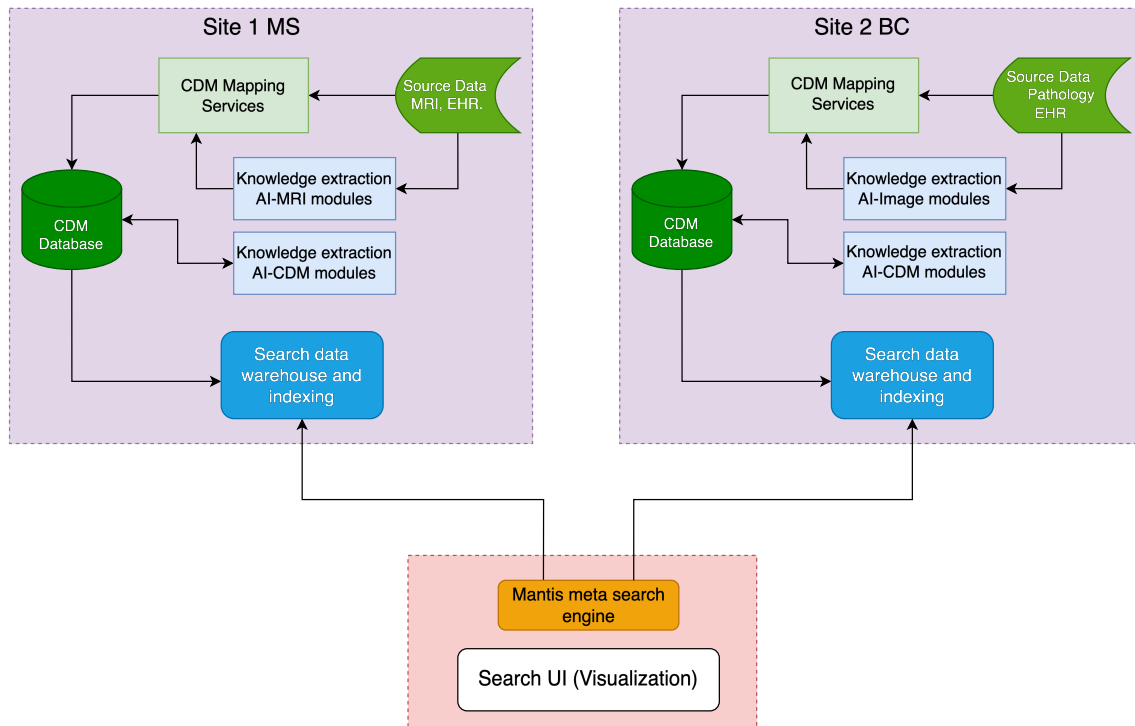 Site 1 MS
CDM Mapping
Services
Source Data
MRI, EHR.
Knowledge extraction
AI-MRI modules
CDM
Database
Knowledge extraction
AI-CDM modules
Search data
warehouse and
indexing
Site 2 BC
CDM Mapping
Services
Source Data
Pathology
EHR
Knowledge extraction
AI-Image modules
CDM
Database
Knowledge extraction
AI-CDM modules
Search data
warehouse and
indexing
Mantis meta search
engine
Search UI (Visualization)